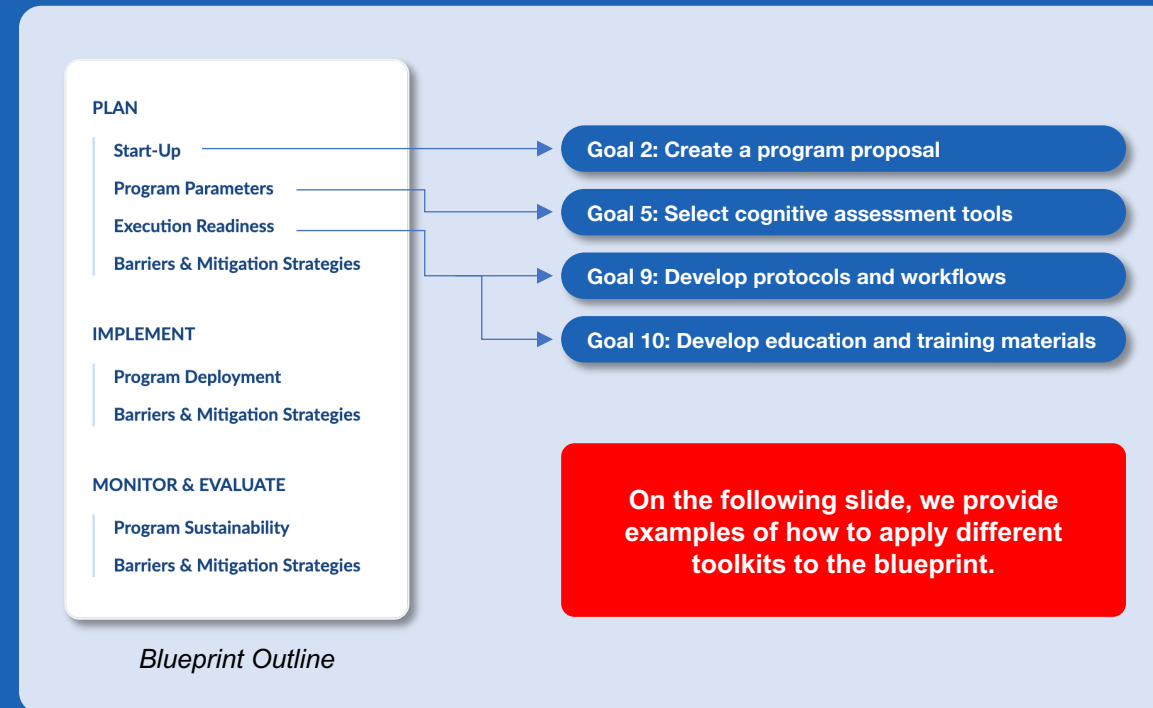 PLAN
Start-Up
Program Parameters
Execution Readiness
Barriers & Mitigation Strategies
IMPLEMENT
Program Deployment
Barriers & Mitigation Strategies
MONITOR & EVALUATE
Program Sustainability
Barriers & Mitigation Strategies
Blueprint Outline
Goal 2: Create a program proposal
Goal 5: Select cognitive assessment tools
Goal 9: Develop protocols and workflows
Goal 10: Develop education and training materials
On the following slide, we provide
examples of how to apply different
toolkits to the blueprint.